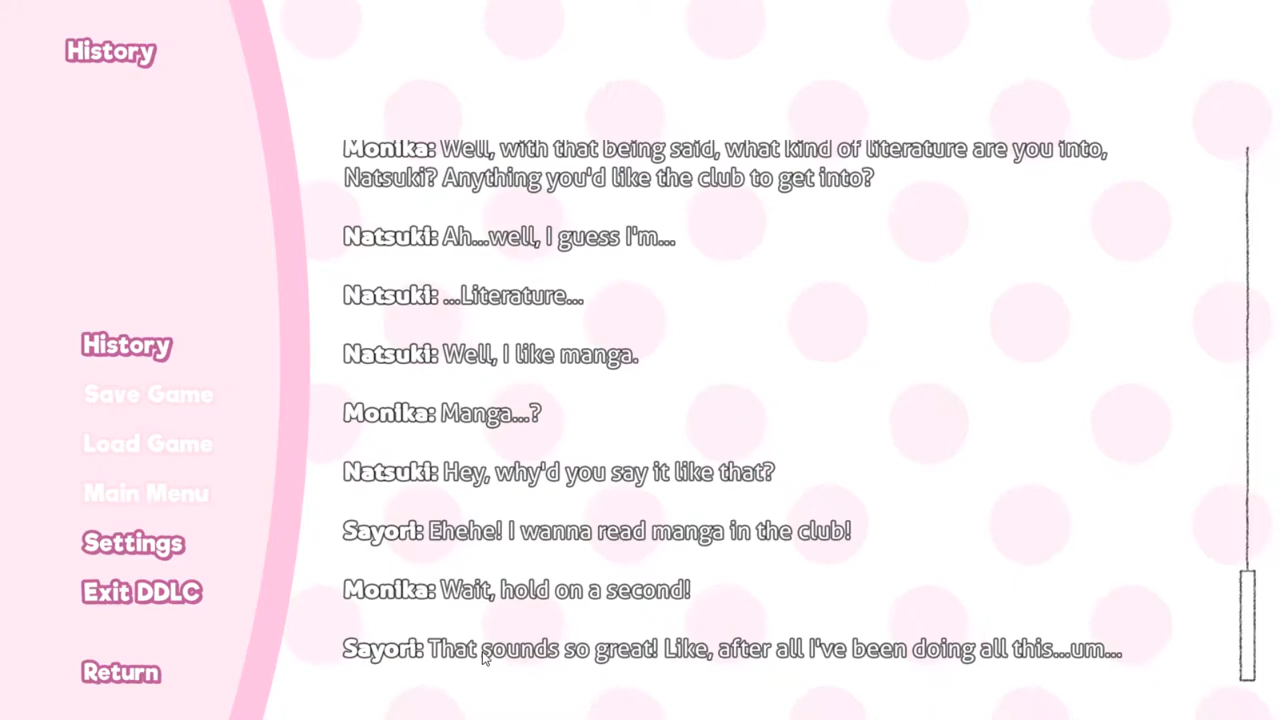 History
Monika: Well, with that being said, what kind of literature are you into,
Natsuki? Anything you'd like the club to get into?
Natsuki: Ah...well, I guess I'm...
Natsuki: ...Literature...
Natsuki: Well, I like manga.
Monika: Manga...?
Natsuki: Hey, why'd you say it like that?
Sayori: Ehehe! I wanna read manga in the club!
Monika: Wait, hold on a second!
Sayori: That sounds so great! Like, after all I've been doing all this...um...
History
Save Game
Load Game
Main Menu
Settings
Exit DDLC
Return